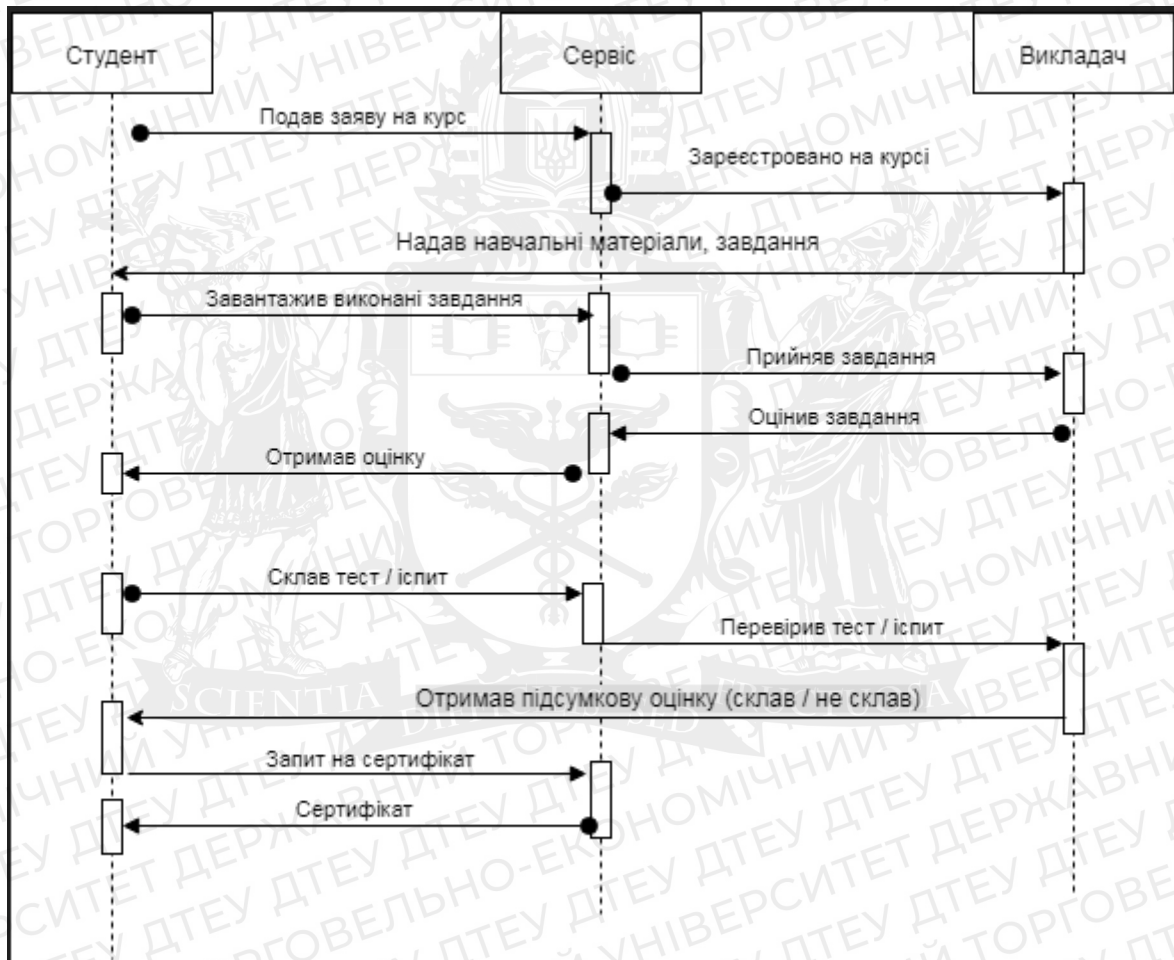 Студент
Сервіс
Викладач
Подав заяву на курс
Зареєстровано на курсі
Надав навчальні матеріали, завдання
Завантажив виконані завдання
Прийняв завдання
Оцінив завдання
Отримав оцінку
Склав тест / іспит
Перевірив тест / іспит
SCIENTIA
Отримав підсумкову оцінку (склав / не склав)
Запит на сертифікат
Сертифікат